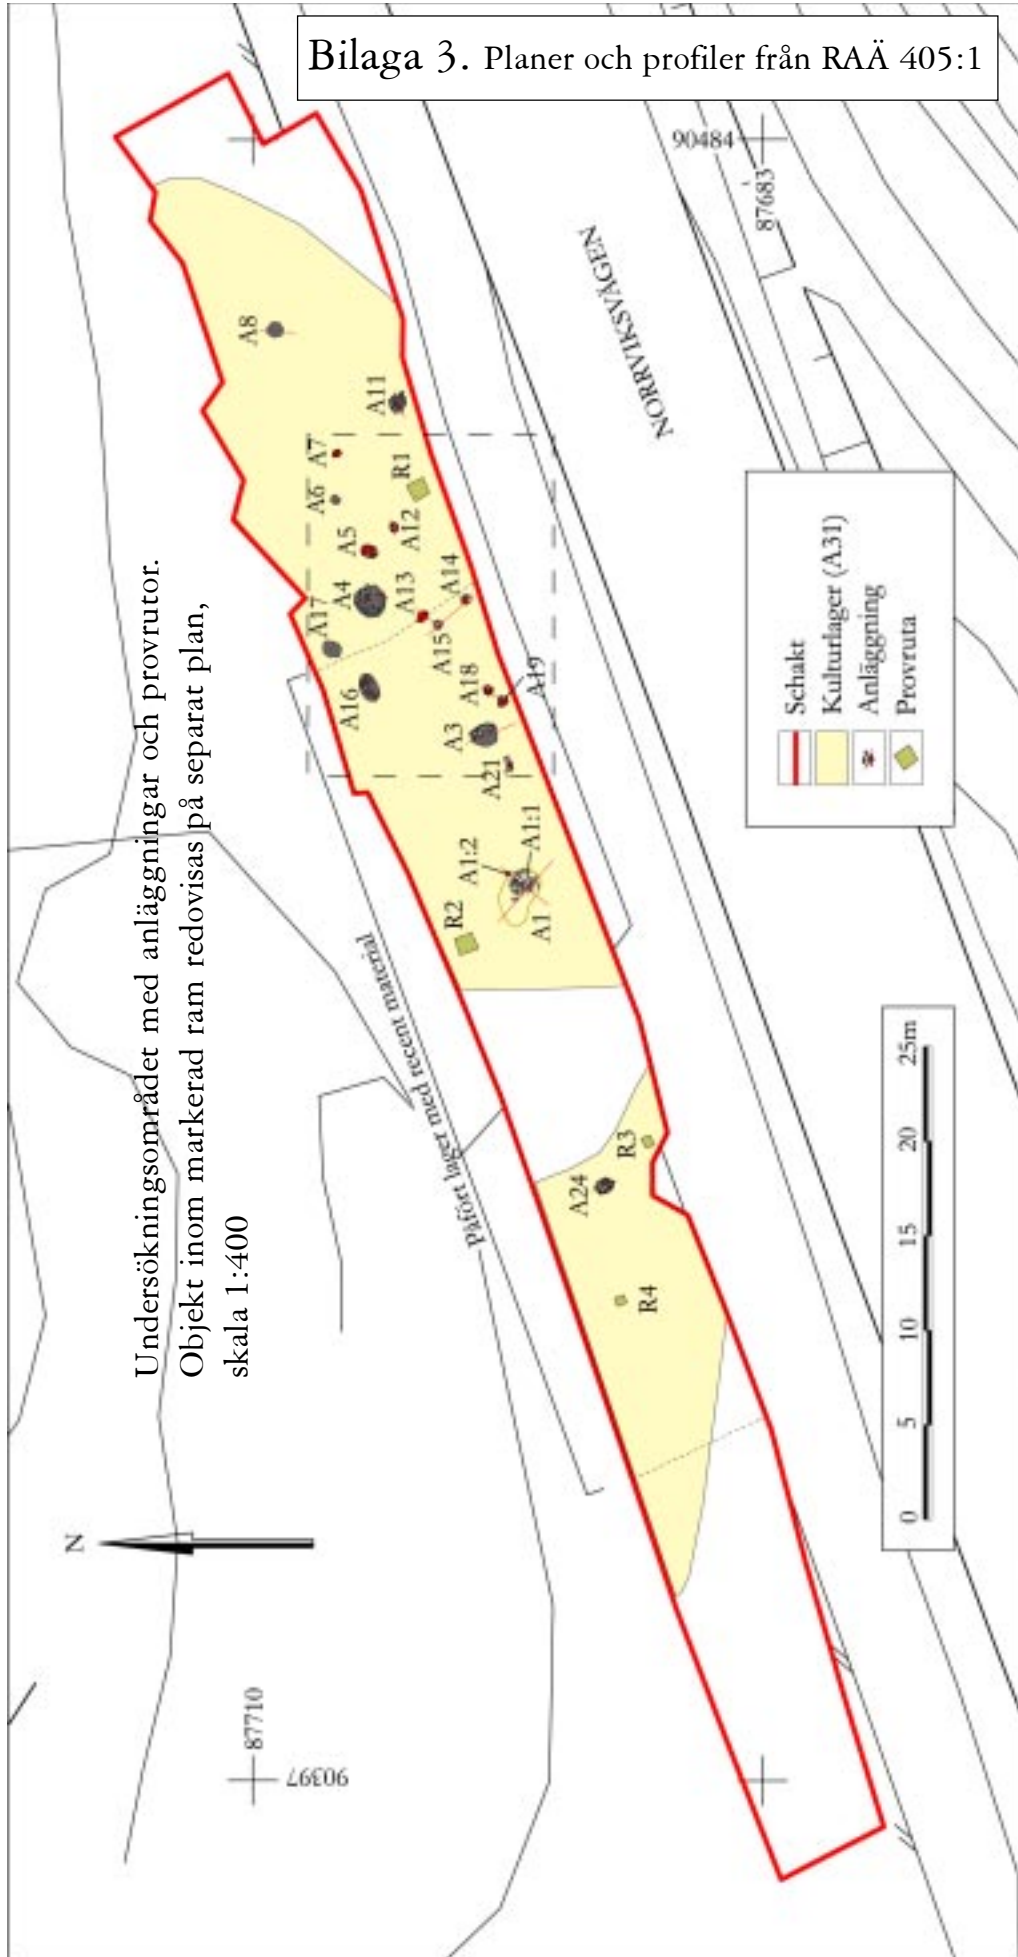 Bilaga 3. Planer och profiler från RAÄ 405:1
Undersökningsområdet med anläggningar och provrutor.
Objekt inom markerad ram redovisas på separat plan,
skala 1:400
N
87710
90397
90484
87683
NORRVIKSVÄGEN
Påfört lager med recent material
A8
A11
A7
A6
R1
A5
A12
A4
A13
A14
A17
A15
A16
A18
A19
A3
A21
A1:2
A1:1
R2
A1
A24
R3
R4
Schakt
Kulturlager (A31)
Anläggning
Provruta
0 5 10 15 20 25m